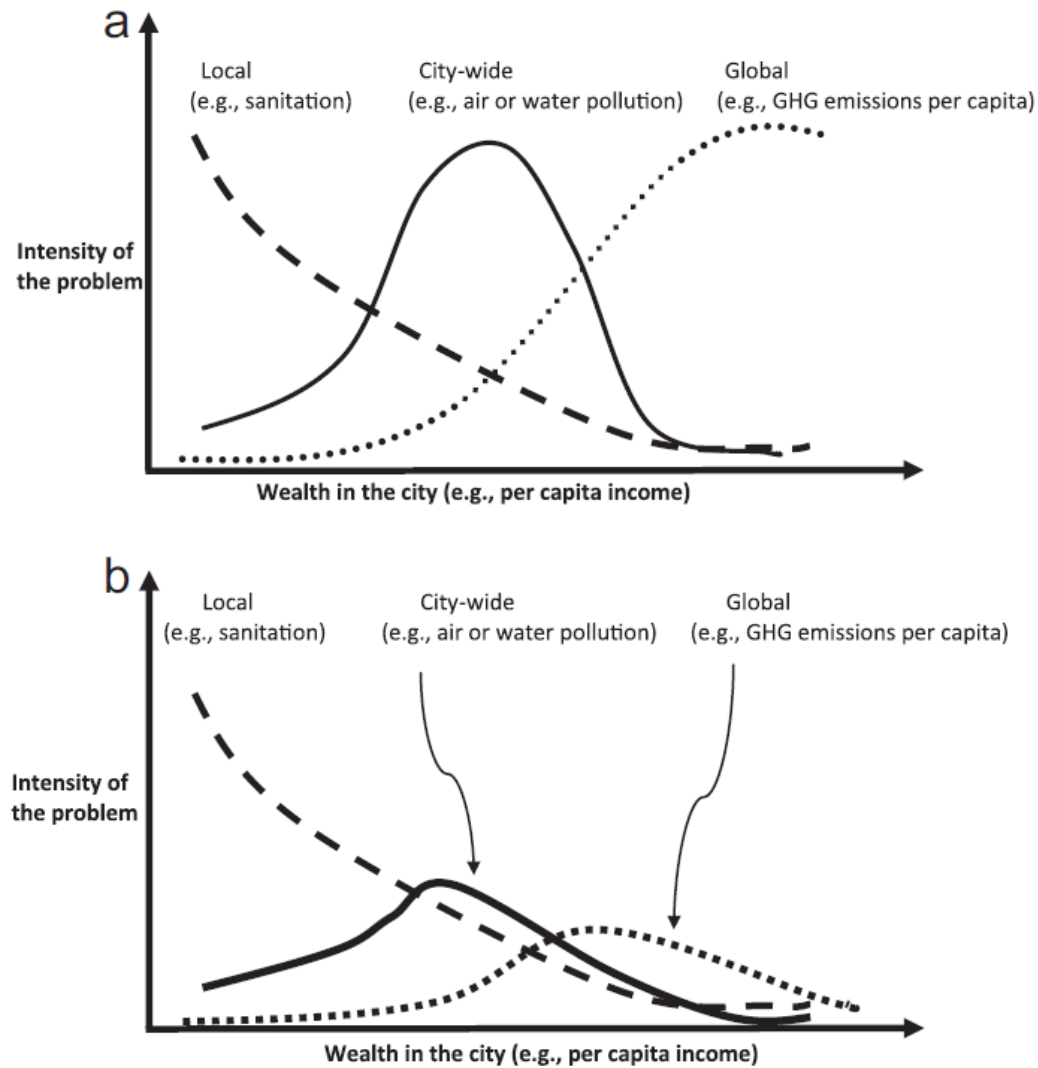 a
Local
(e.g., sanitation)
City-wide
(e.g., air or water pollution)
Global
(e.g., GHG emissions per capita)
Intensity of
the problem
Wealth in the city (e.g., per capita income)
b
Local
(e.g., sanitation)
City-wide
(e.g., air or water pollution)
Global
(e.g., GHG emissions per capita)
Intensity of
the problem
Wealth in the city (e.g., per capita income)